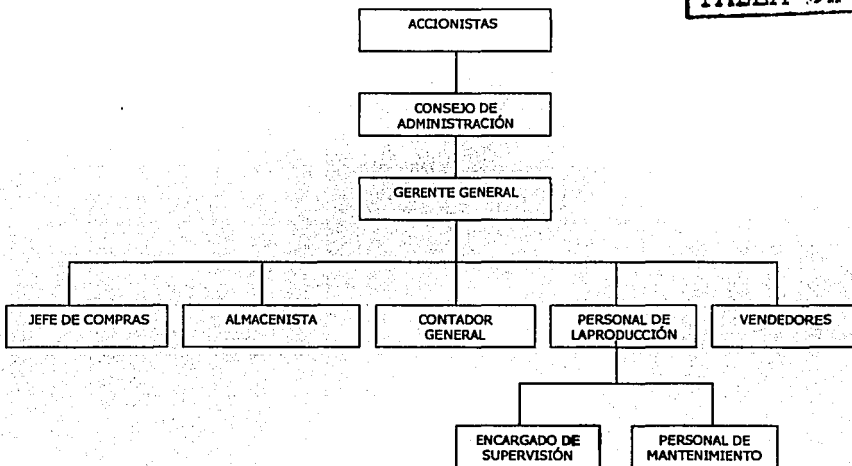 ACCIONISTAS
CONSEJO DE
ADMINISTRACIÓN
GERENTE GENERAL
JEFE DE COMPRAS
ALMACENISTA
CONTADOR
GENERAL
PERSONAL DE
LAPRODUCCIÓN
VENDEDORES
ENCARGADO DE
SUPERVISIÓN
PERSONAL DE
MANTENIMIENTO